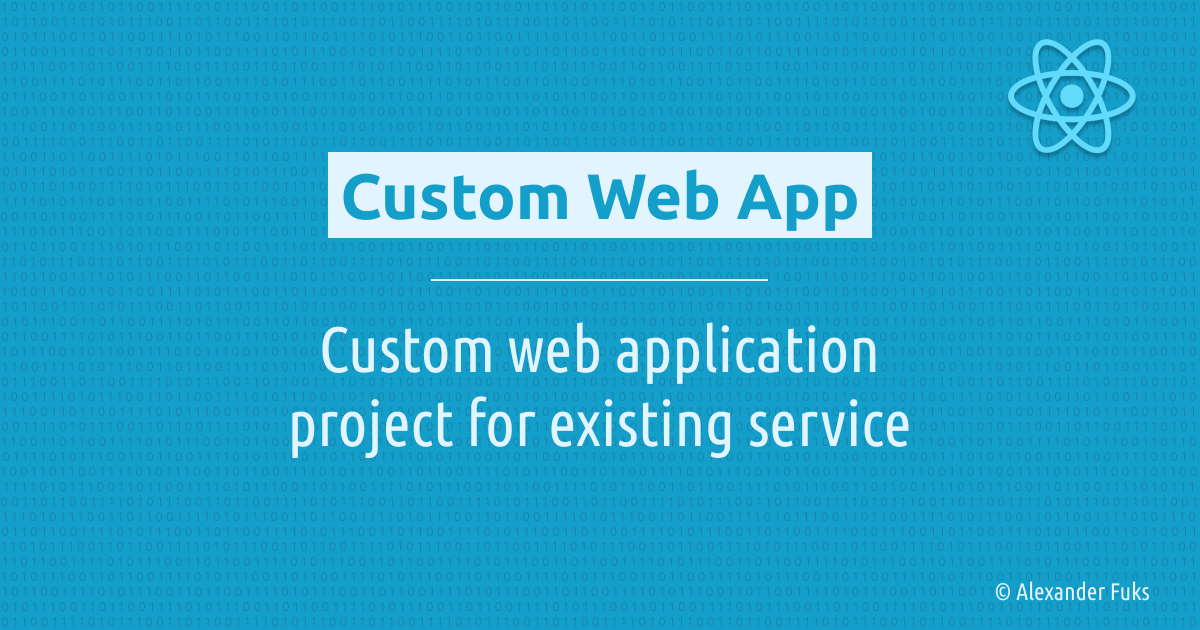 Custom Web App
Custom web application
project for existing service
© Alexander Fuks